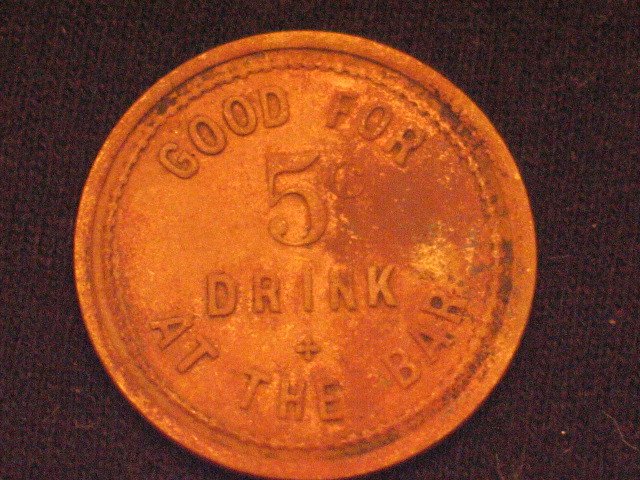 GOOD FOR
5¢
DRINK
AT THE BAR